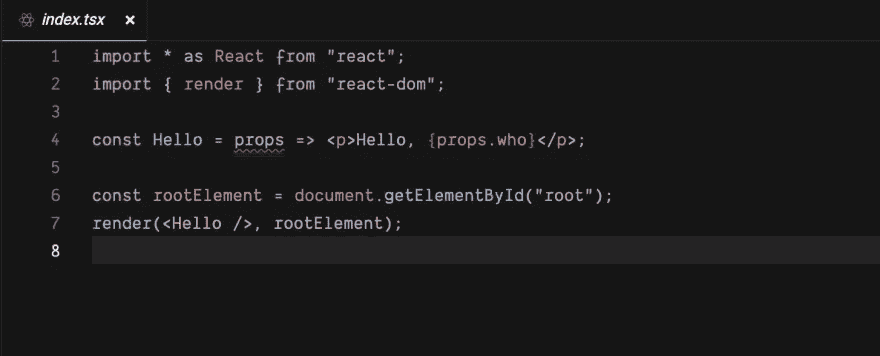 index.tsx ×
1 import * as React from "react";
2 import { render } from "react-dom";
3
4 const Hello = props => <p>Hello, {props.who}</p>;
5
6 const rootElement = document.getElementById("root");
7 render(<Hello />, rootElement);
8